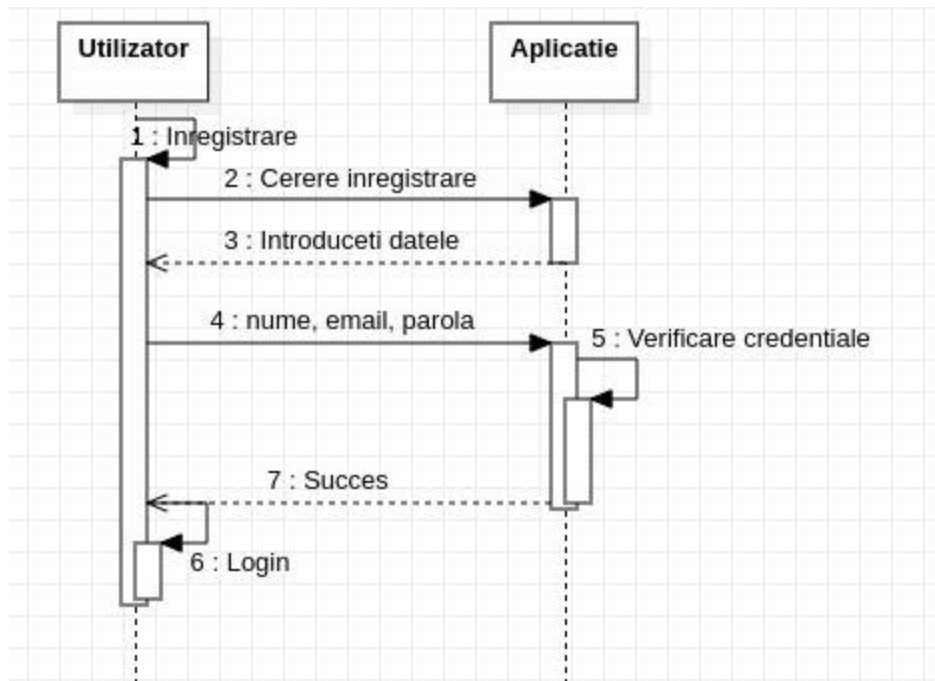 Utilizator
Aplicatie
1 : Inregistrare
2 : Cerere inregistrare
3 : Introduceti datele
4 : nume, email, parola
5 : Verificare credentiale
7 : Succes
6 : Login